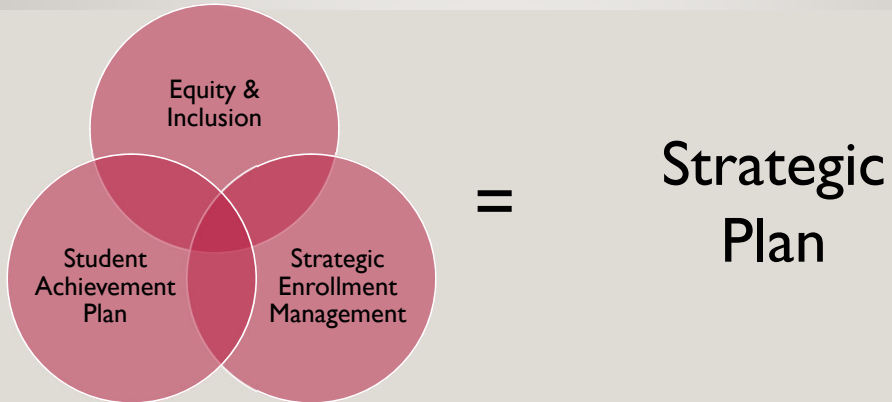 Equity &
Inclusion
Student
Achievement
Plan
Strategic
Enrollment
Management
=
Strategic
Plan